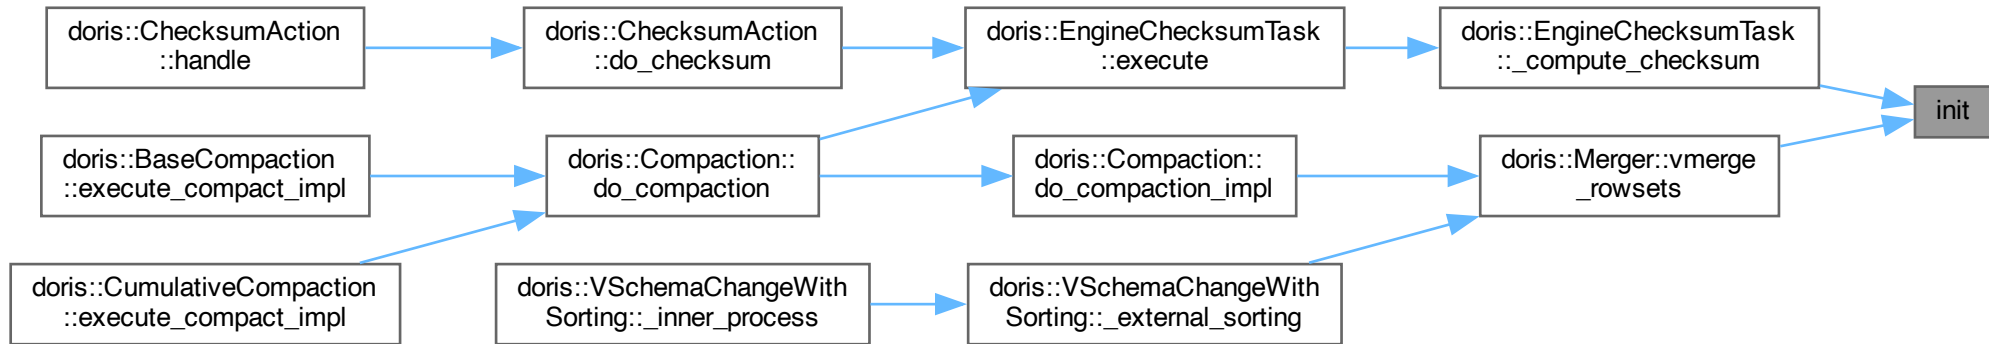 doris::ChecksumAction
::handle
doris::ChecksumAction
::do_checksum
doris::EngineChecksumTask
::execute
doris::EngineChecksumTask
::_compute_checksum
init
doris::BaseCompaction
::execute_compact_impl
doris::Compaction::
do_compaction
doris::Compaction::
do_compaction_impl
doris::Merger::vmerge
_rowsets
doris::CumulativeCompaction
::execute_compact_impl
doris::VSchemaChangeWith
Sorting::_inner_process
doris::VSchemaChangeWith
Sorting::_external_sorting